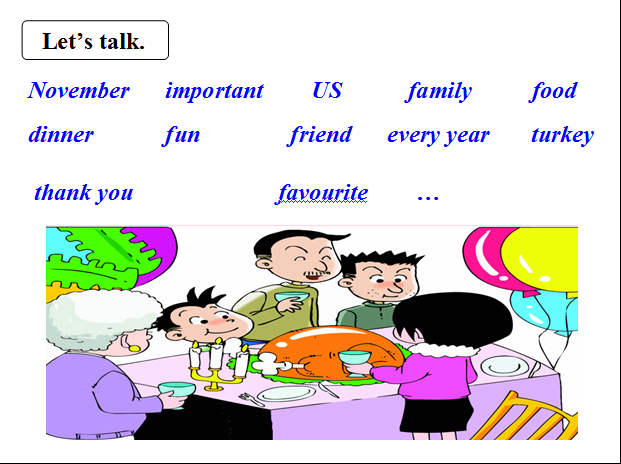 Let's talk.
November important US family food
dinner fun friend every year turkey
thank you favourite …